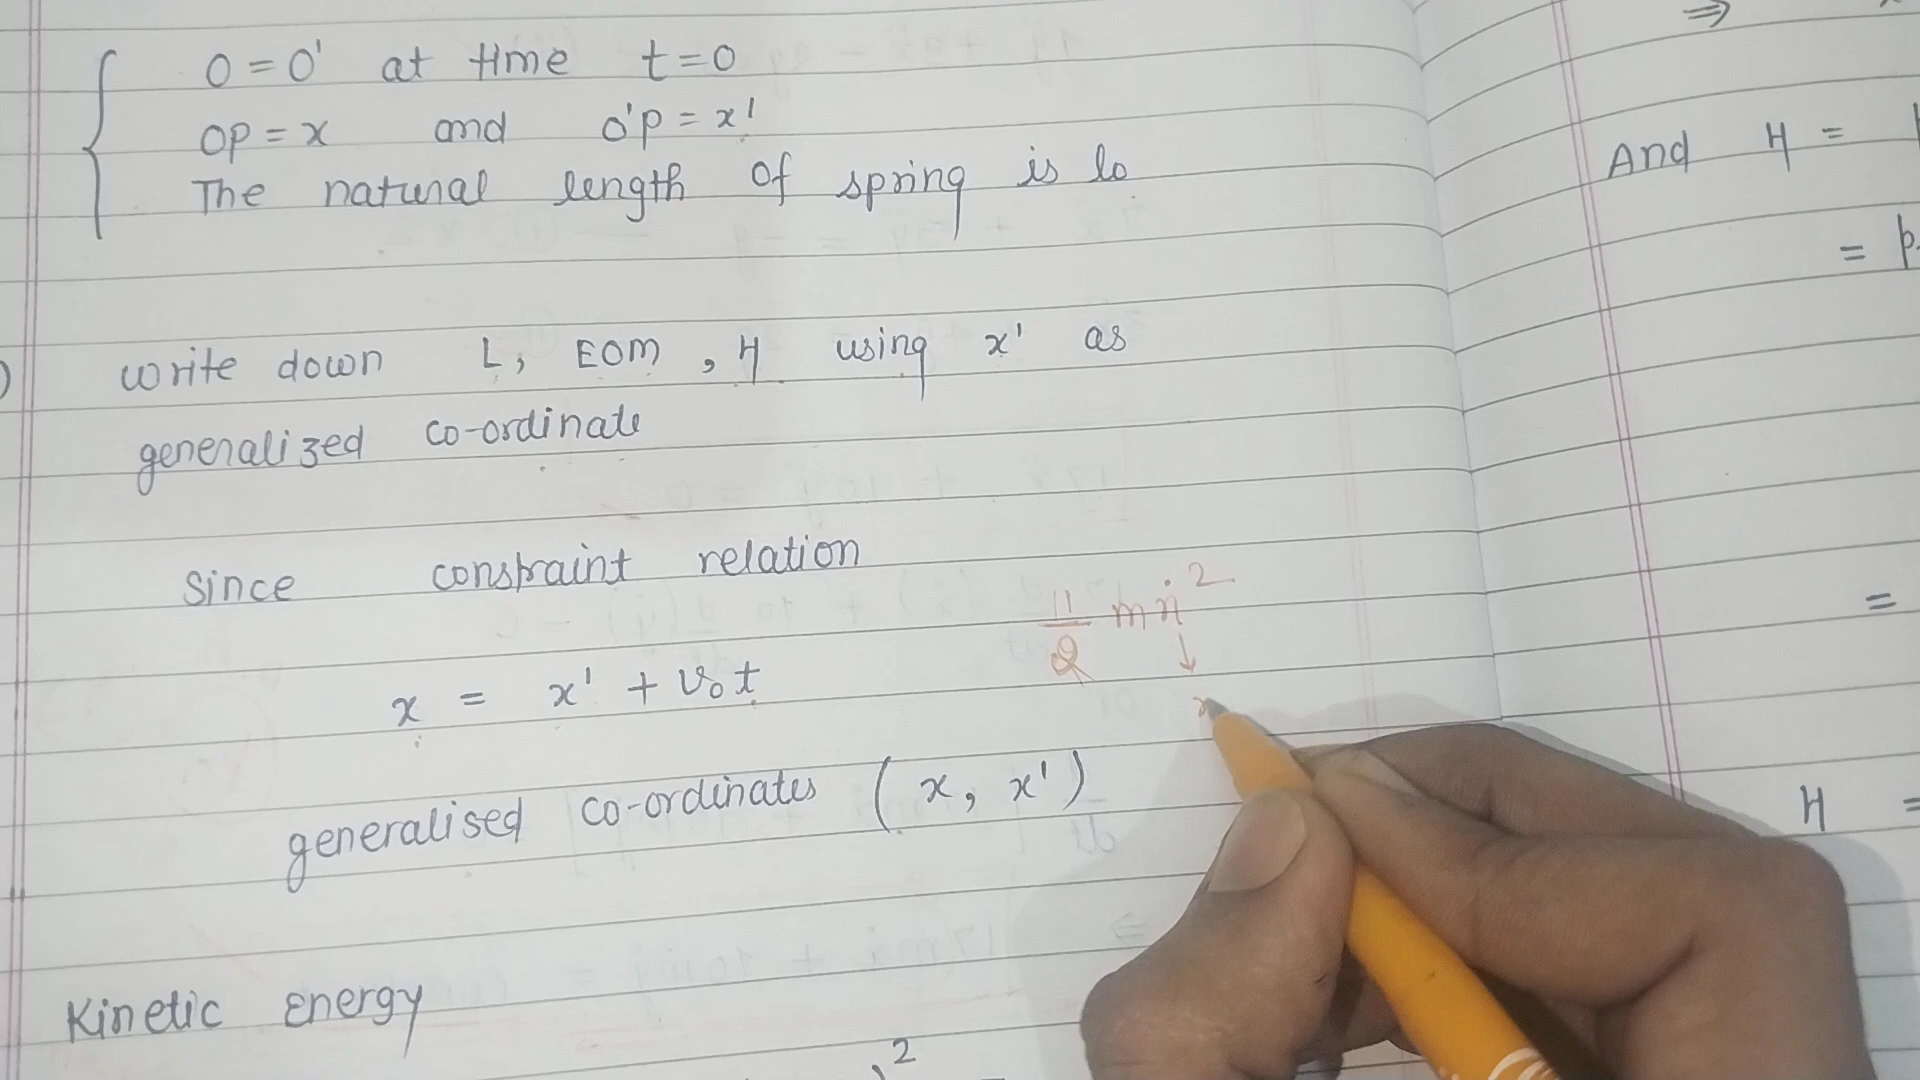 O = O' at time t = 0
OP = x and O'P = x'
The natural length of spring is lo
write down L, EOM, H using x' as
generalized co-ordinate
Since constraint relation
x = x' + v₀t
generalised co-ordinates (x, x')
Kinetic energy
2
mẋ²
2
⇒
And H =
= p
=
H =